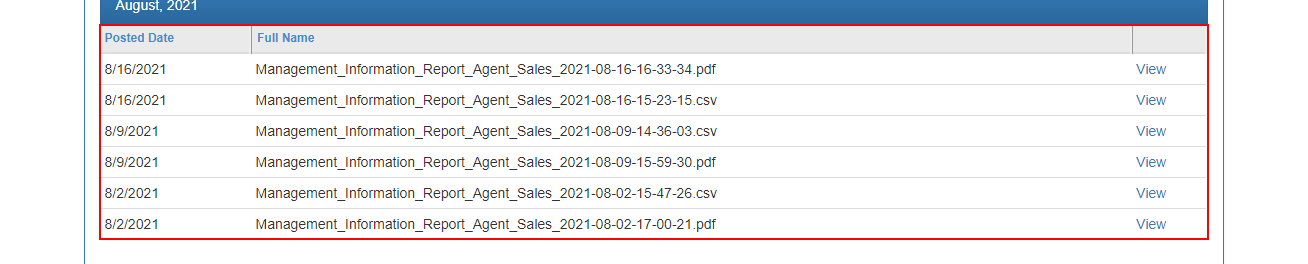 August, 2021
Posted Date Full Name
8/16/2021 Management_Information_Report_Agent_Sales_2021-08-16-16-33-34.pdf View
8/16/2021 Management_Information_Report_Agent_Sales_2021-08-16-15-23-15.csv View
8/9/2021 Management_Information_Report_Agent_Sales_2021-08-09-14-36-03.csv View
8/9/2021 Management_Information_Report_Agent_Sales_2021-08-09-15-59-30.pdf View
8/2/2021 Management_Information_Report_Agent_Sales_2021-08-02-15-47-26.csv View
8/2/2021 Management_Information_Report_Agent_Sales_2021-08-02-17-00-21.pdf View